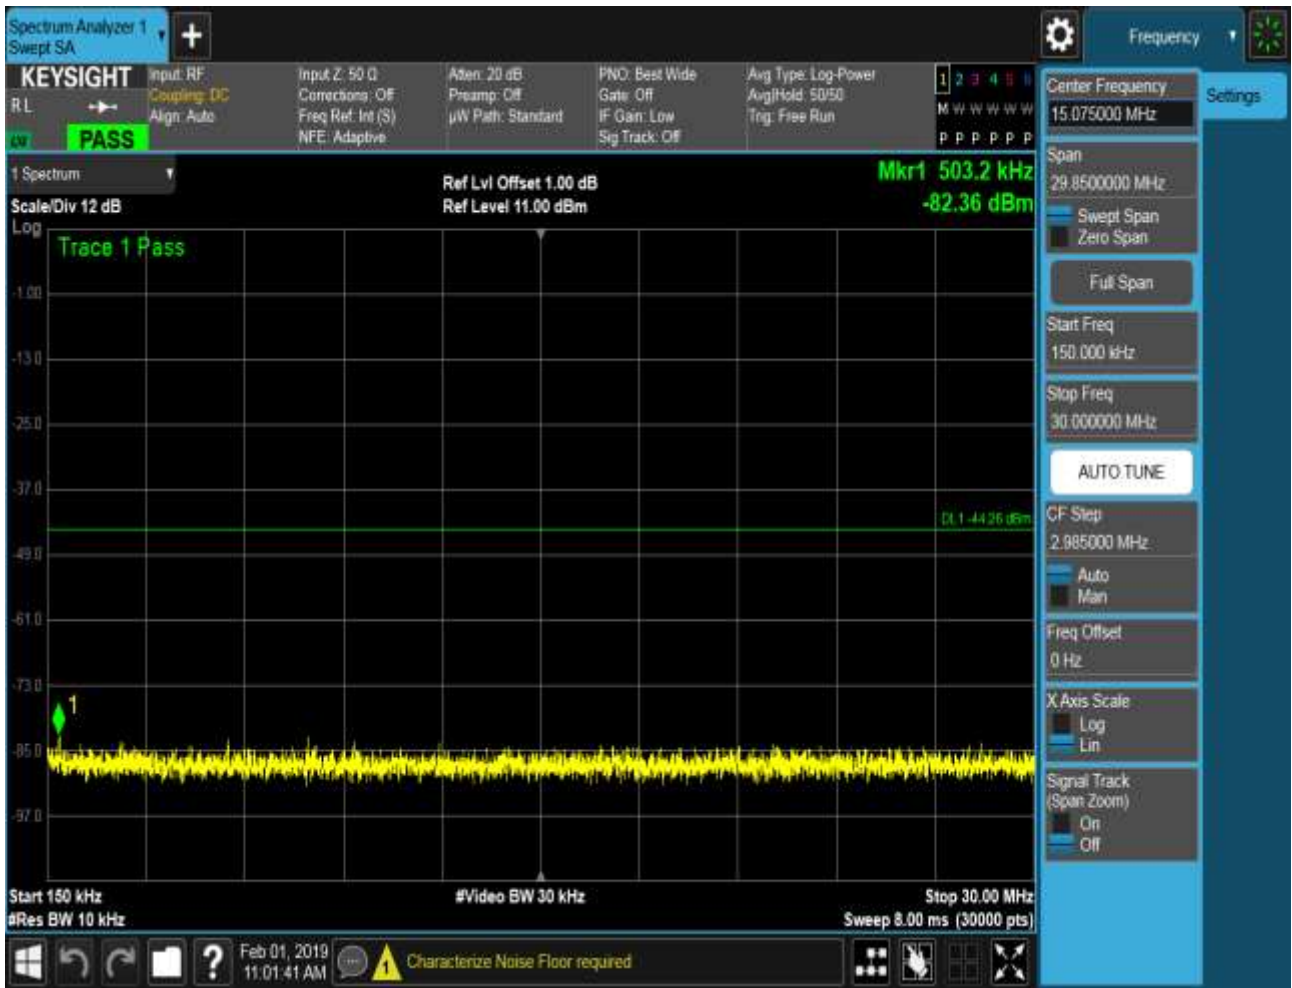 Spectrum Analyzer 1
Swept SA
Frequency
KEYSIGHT
R L
PASS
Input: RF
Coupling: DC
Align: Auto
Input Z: 50 Ω
Corrections: Off
Freq Ref: Int (S)
NFE: Adaptive
Atten: 20 dB
Preamp: Off
µW Path: Standard
PNO: Best Wide
Gate: Off
IF Gain: Low
Sig Track: Off
Avg Type: Log-Power
Avg|Hold: 50/50
Trig: Free Run
1 2 3 4 5 6
M W W W W W
P P P P P P
1 Spectrum
Scale/Div 12 dB
Ref Lvl Offset 1.00 dB
Ref Level 11.00 dBm
Mkr1 503.2 kHz
-82.36 dBm
Log
Trace 1 Pass
-1.00
-13.0
-25.0
-37.0
DL1 -44.26 dBm
-49.0
-61.0
-73.0
1
-85.0
-97.0
Start 150 kHz
#Video BW 30 kHz
Stop 30.00 MHz
#Res BW 10 kHz
Sweep 8.00 ms (30000 pts)
?
Feb 01, 2019
11:01:41 AM
Characterize Noise Floor required
Center Frequency
15.075000 MHz
Settings
Span
29.8500000 MHz
Swept Span
Zero Span
Full Span
Start Freq
150.000 kHz
Stop Freq
30.000000 MHz
AUTO TUNE
CF Step
2.985000 MHz
Auto
Man
Freq Offset
0 Hz
X Axis Scale
Log
Lin
Signal Track
(Span Zoom)
On
Off